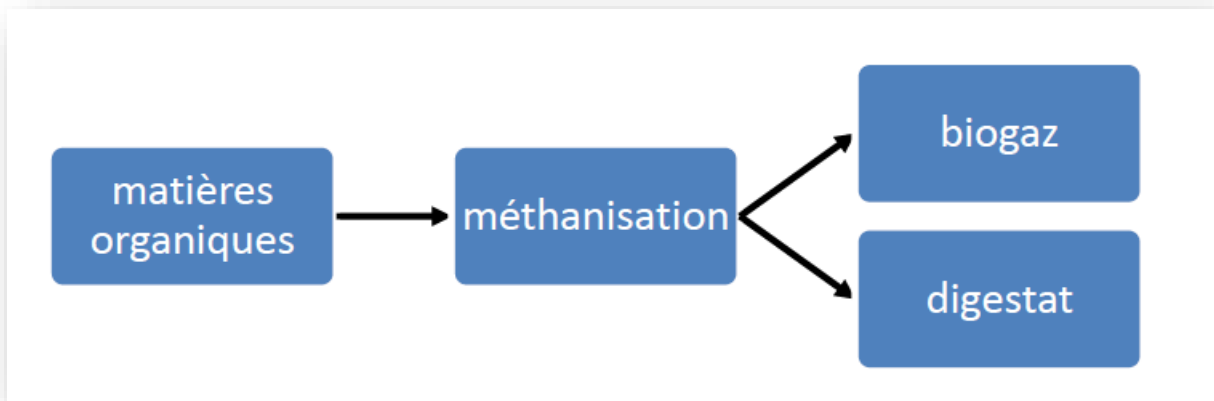 matières
organiques
méthanisation
biogaz
digestat